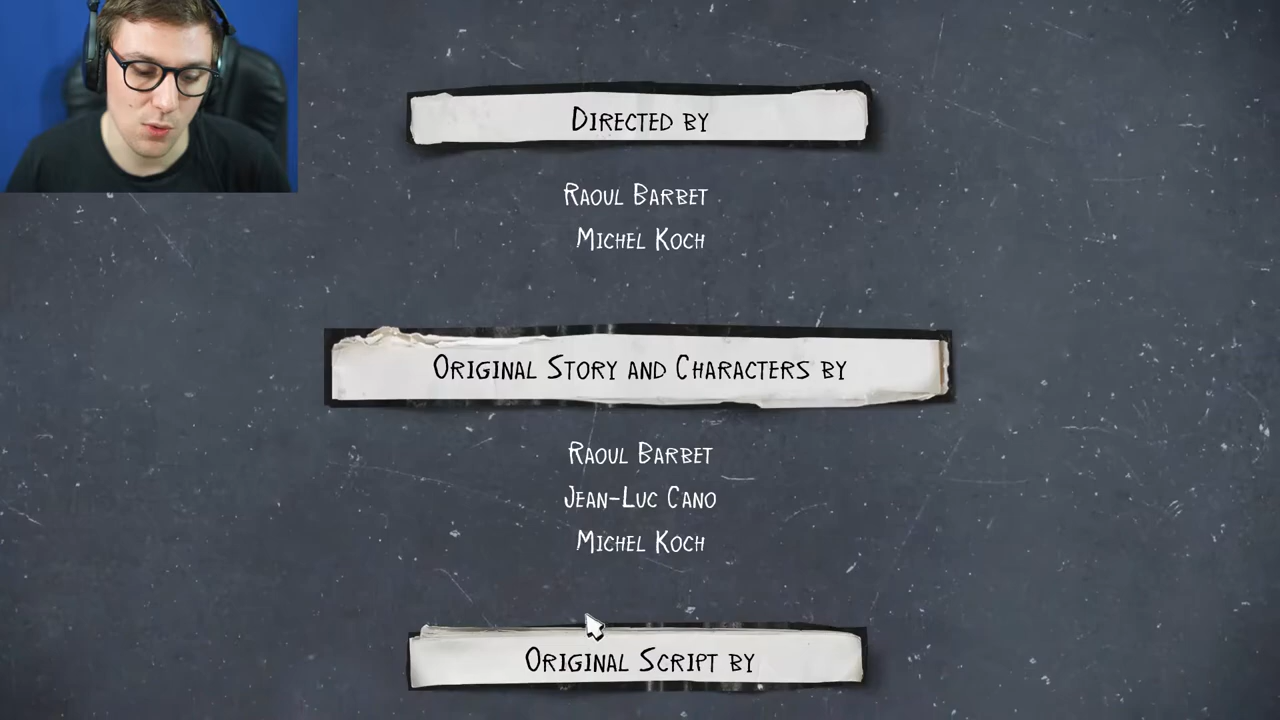 Directed by
Raoul Barbet
Michel Koch
Original Story and Characters by
Raoul Barbet
Jean-Luc Cano
Michel Koch
Original Script by